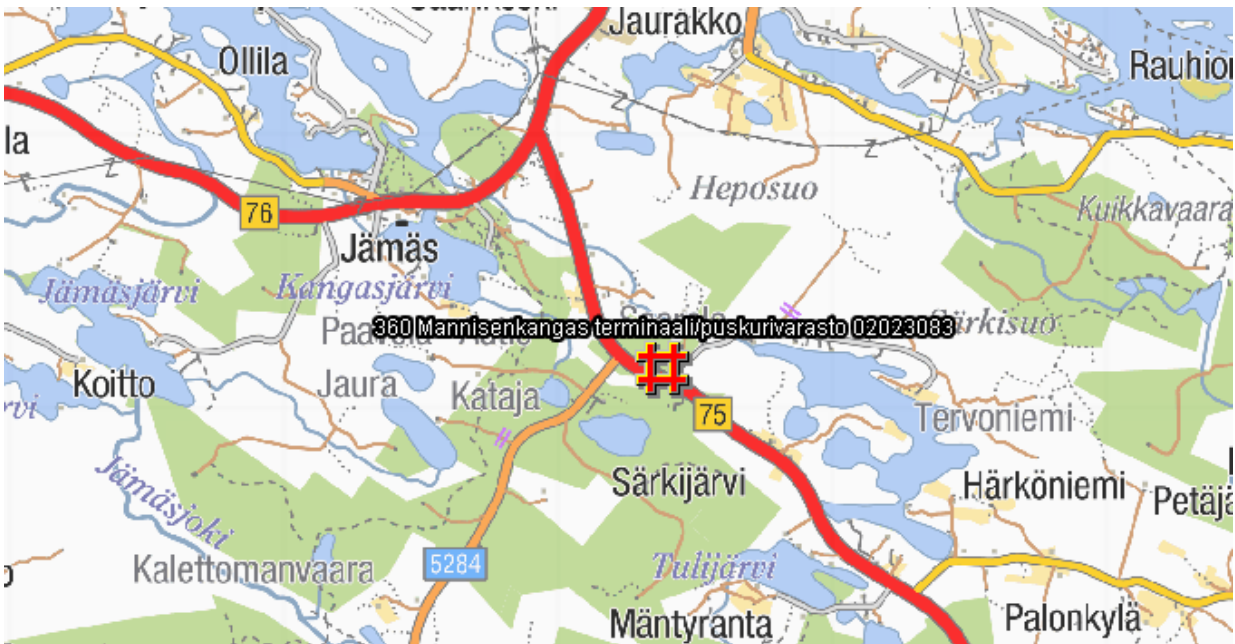 Jaurakko
Ollila
Rauhion
la
Heposuo
76
Kuikkavaara
Jämäs
Jämäsjärvi
Kangasjärvi
360 Mannisenkangas terminaali/puskurivarasto 02023083
Särkisuo
Koitto
Jaura
Kataja
75
Tervoniemi
Särkijärvi
Härköniemi
Petäjä
Jämäsjoki
5284
Kalettomanvaara
Tulijärvi
Mäntyranta
Palonkylä